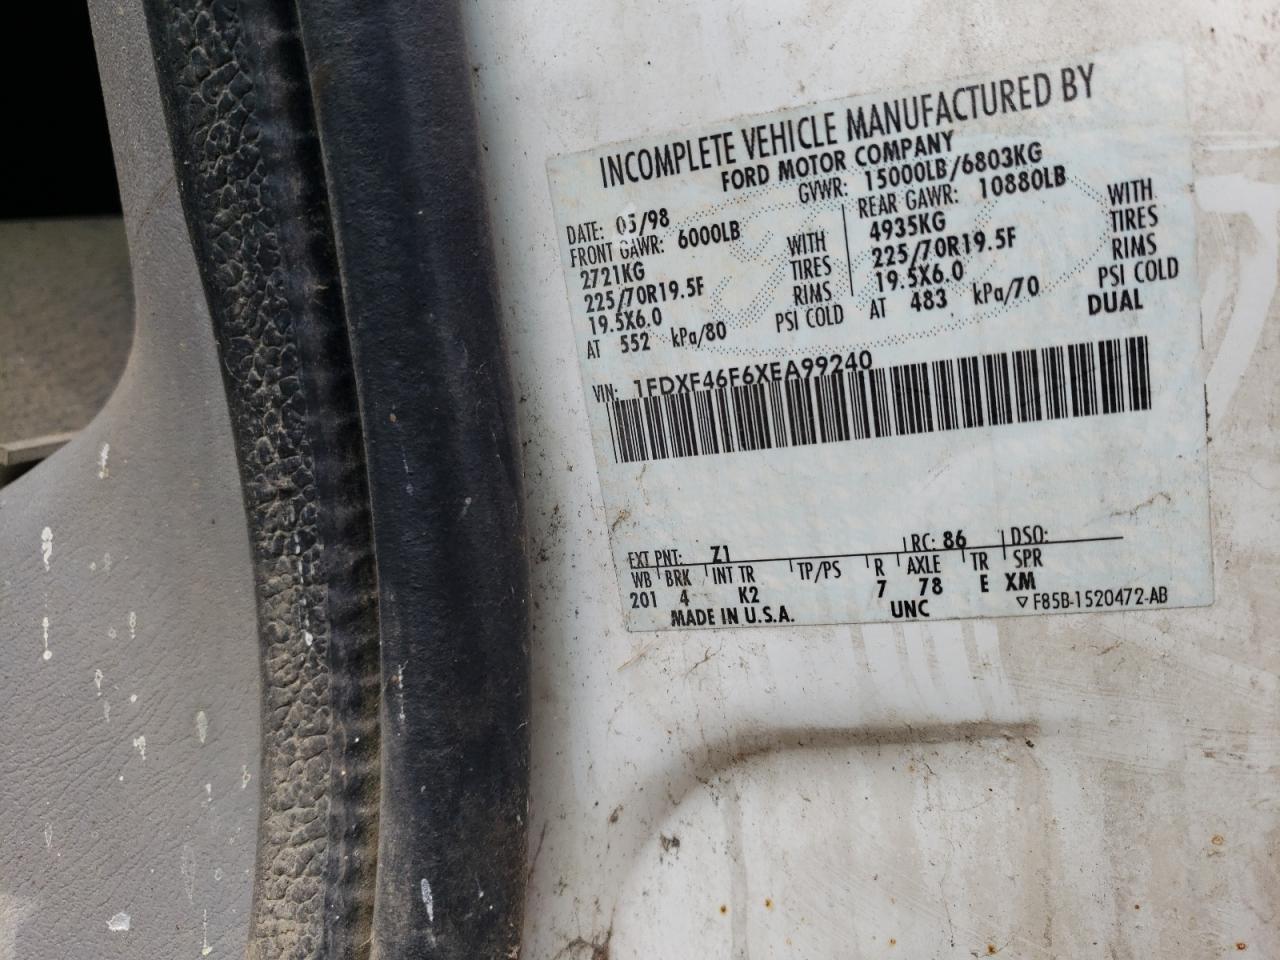 INCOMPLETE VEHICLE MANUFACTURED BY
FORD MOTOR COMPANY
DATE: 05/98 GVWR: 15000LB/6803KG
FRONT GAWR: 6000LB REAR GAWR: 10880LB
2721KG WITH 4935KG WITH
225/70R19.5F TIRES 225/70R19.5F TIRES
19.5X6.0 RIMS 19.5X6.0 RIMS
AT 552 kPa/80 PSI COLD AT 483 kPa/70 PSI COLD
DUAL
VIN: 1FDXF46F6XEA99240
EXT PNT: Z1 RC: 86 DSO:
WB BRK INT TR TP/PS R AXLE TR SPR
201 4 K2 7 78 E XM
MADE IN U.S.A. UNC ▽ F85B-1520472-AB